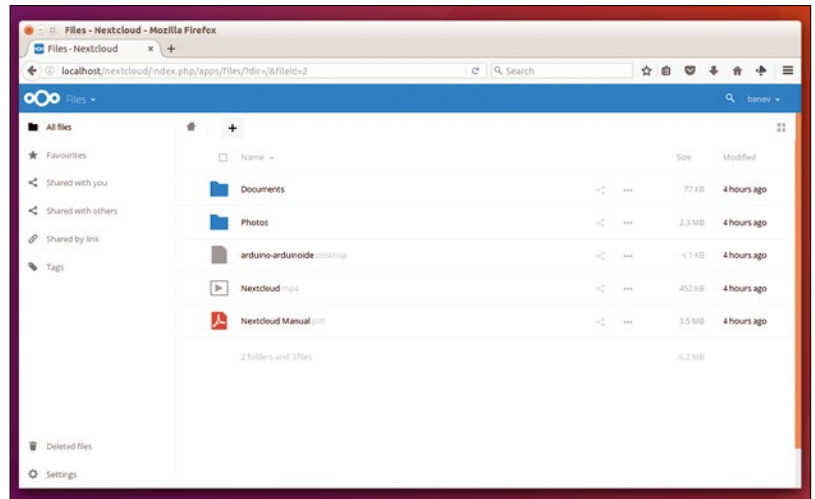 Files - Nextcloud - Mozilla Firefox
Files - Nextcloud × +
localhost/nextcloud/index.php/apps/files/?dir=/&fileid=2 Search
Files benev
All files
Favourites
Shared with you
Shared with others
Shared by link
Tags
Deleted files
Settings
+
Name Size Modified
Documents 77 KB 4 hours ago
Photos 2.3 MB 4 hours ago
arduino-arduinoide.desktop < 1 KB 4 hours ago
Nextcloud.mp4 452 KB 4 hours ago
Nextcloud Manual.pdf 3.5 MB 4 hours ago
2 folders and 3 files 6.2 MB